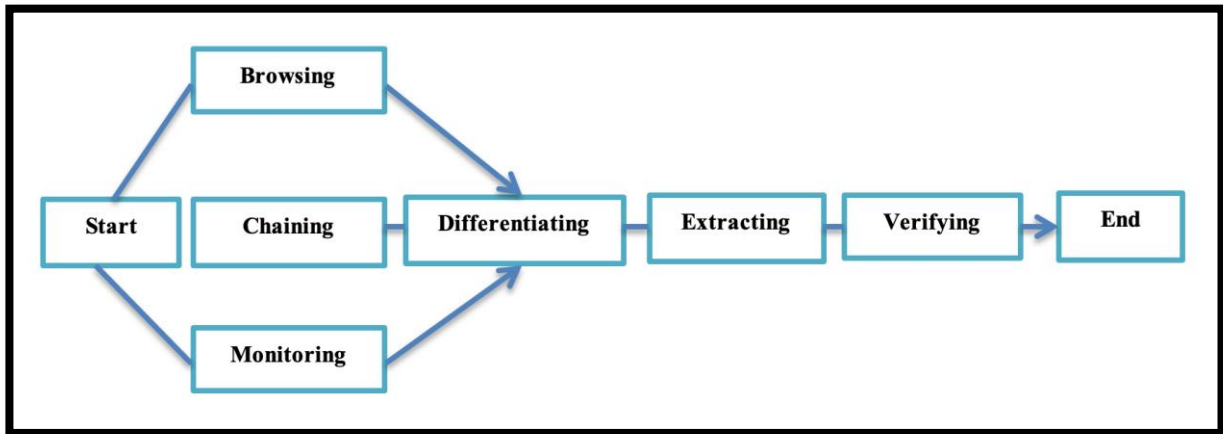 Browsing
Start
Chaining
Differentiating
Extracting
Verifying
End
Monitoring